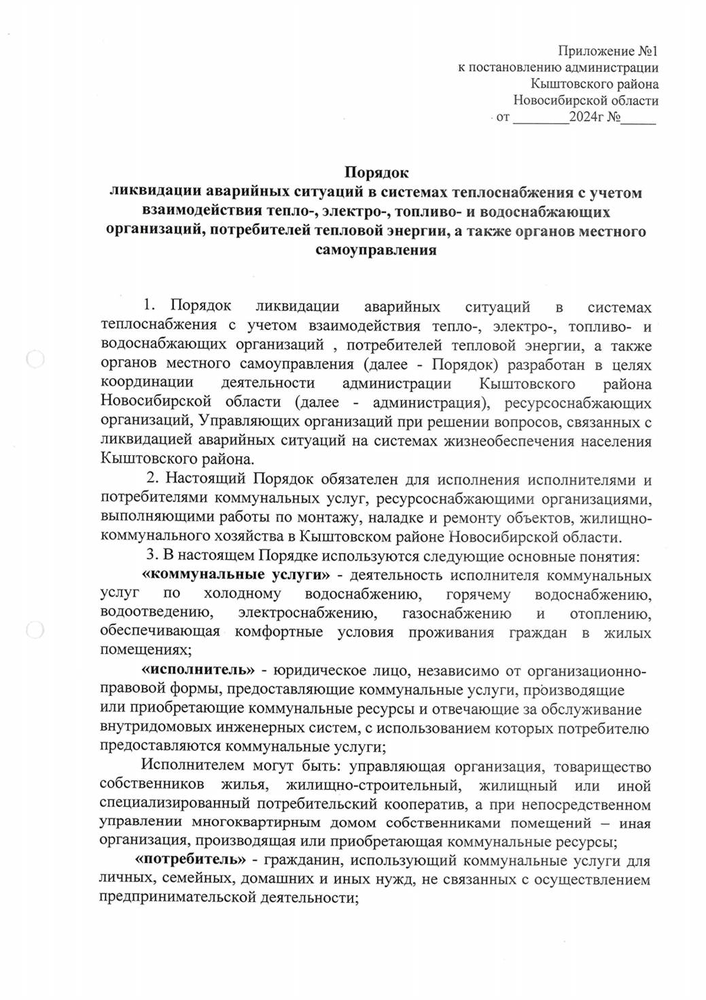 Приложение №1
к постановлению администрации
Кыштовского района
Новосибирской области
от ________2024г №_____
Порядок
ликвидации аварийных ситуаций в системах теплоснабжения с учетом
взаимодействия тепло-, электро-, топливо- и водоснабжающих
организаций, потребителей тепловой энергии, а также органов местного
самоуправления
1. Порядок ликвидации аварийных ситуаций в системах
теплоснабжения с учетом взаимодействия тепло-, электро-, топливо- и
водоснабжающих организаций , потребителей тепловой энергии, а также
органов местного самоуправления (далее - Порядок) разработан в целях
координации деятельности администрации Кыштовского района
Новосибирской области (далее - администрация), ресурсоснабжающих
организаций, Управляющих организаций при решении вопросов, связанных с
ликвидацией аварийных ситуаций на системах жизнеобеспечения населения
Кыштовского района.
2. Настоящий Порядок обязателен для исполнения исполнителями и
потребителями коммунальных услуг, ресурсоснабжающими организациями,
выполняющими работы по монтажу, наладке и ремонту объектов, жилищно-
коммунального хозяйства в Кыштовском районе Новосибирской области.
3. В настоящем Порядке используются следующие основные понятия:
«коммунальные услуги» - деятельность исполнителя коммунальных
услуг по холодному водоснабжению, горячему водоснабжению,
водоотведению, электроснабжению, газоснабжению и отоплению,
обеспечивающая комфортные условия проживания граждан в жилых
помещениях;
«исполнитель» - юридическое лицо, независимо от организационно-
правовой формы, предоставляющие коммунальные услуги, производящие
или приобретающие коммунальные ресурсы и отвечающие за обслуживание
внутридомовых инженерных систем, с использованием которых потребителю
предоставляются коммунальные услуги;
Исполнителем могут быть: управляющая организация, товарищество
собственников жилья, жилищно-строительный, жилищный или иной
специализированный потребительский кооператив, а при непосредственном
управлении многоквартирным домом собственниками помещений – иная
организация, производящая или приобретающая коммунальные ресурсы;
«потребитель» - гражданин, использующий коммунальные услуги для
личных, семейных, домашних и иных нужд, не связанных с осуществлением
предпринимательской деятельности;